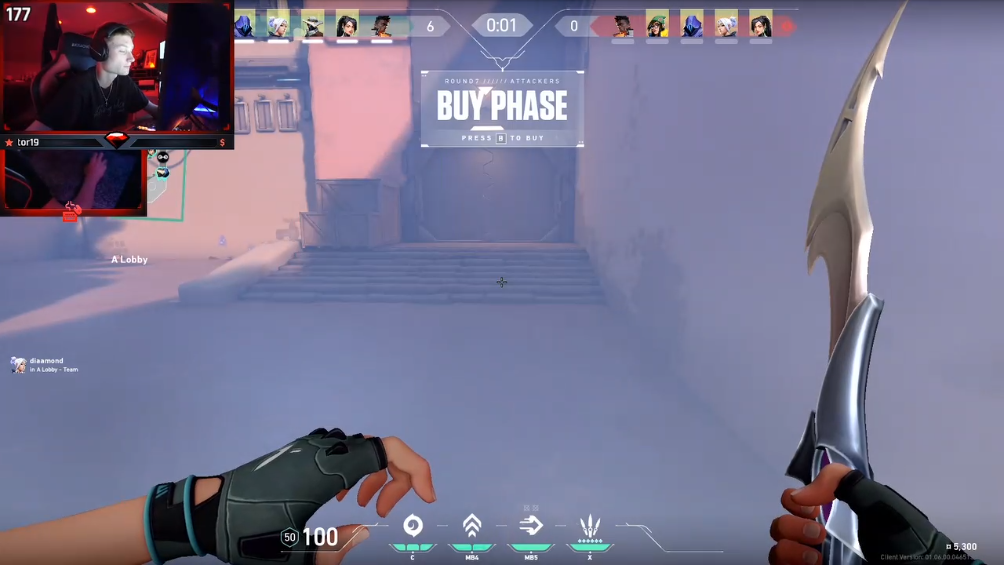 177
6
0:01
0
ROUND 7 ////// ATTACKERS
BUY PHASE
PRESS B TO BUY
tor19
$
A Lobby
diaamond
in A Lobby - Team
50
100
C
MB4
MB5
X
5,300